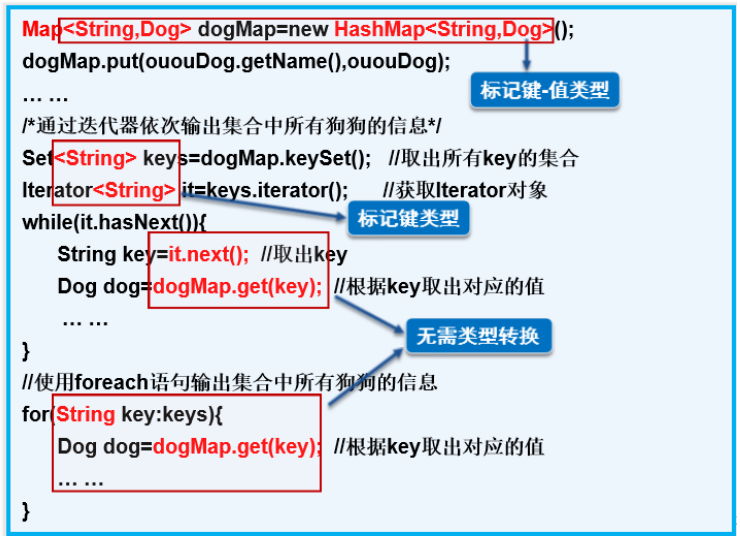 Map<String,Dog> dogMap=new HashMap<String,Dog>();
dogMap.put(ououDog.getName(),ououDog);
标记键-值类型
… …
/*通过迭代器依次输出集合中所有狗狗的信息*/
Set<String> keys=dogMap.keySet(); //取出所有key的集合
Iterator<String> it=keys.iterator(); //获取Iterator对象
标记键类型
while(it.hasNext()){
String key=it.next(); //取出key
Dog dog=dogMap.get(key); //根据key取出对应的值
… …
无需类型转换
}
//使用foreach语句输出集合中所有狗狗的信息
for(String key:keys){
Dog dog=dogMap.get(key); //根据key取出对应的值
… …
}